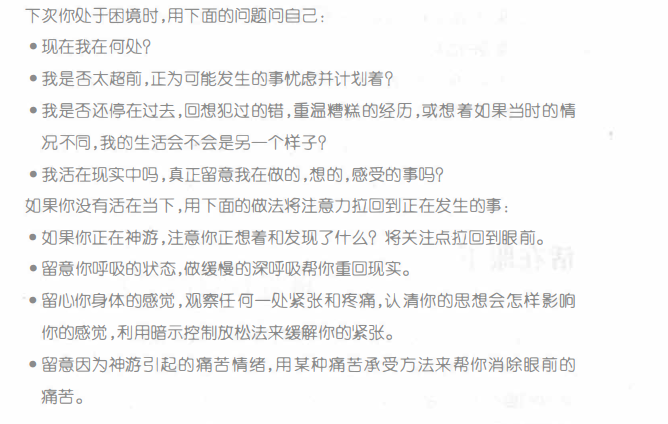 下次你处于困境时,用下面的问题问自己:
●现在我在何处?
●我是否太超前,正为可能发生的事忧虑并计划着?
●我是否还停在过去,回想犯过的错,重温糟糕的经历,或想着如果当时的情
况不同,我的生活会不会是另一个样子?
●我活在现实中吗,真正留意我在做的,想的,感受的事吗?
如果你没有活在当下,用下面的做法将注意力拉回到正在发生的事:
●如果你正在神游,注意你正想着和发现了什么? 将关注点拉回到眼前。
●留意你呼吸的状态,做缓慢的深呼吸帮你重回现实。
●留心你身体的感觉,观察任何一处紧张和疼痛,认清你的思想会怎样影响
你的感觉,利用暗示控制放松法来缓解你的紧张。
●留意因为神游引起的痛苦情绪,用某种痛苦承受方法来帮你消除眼前的
痛苦。